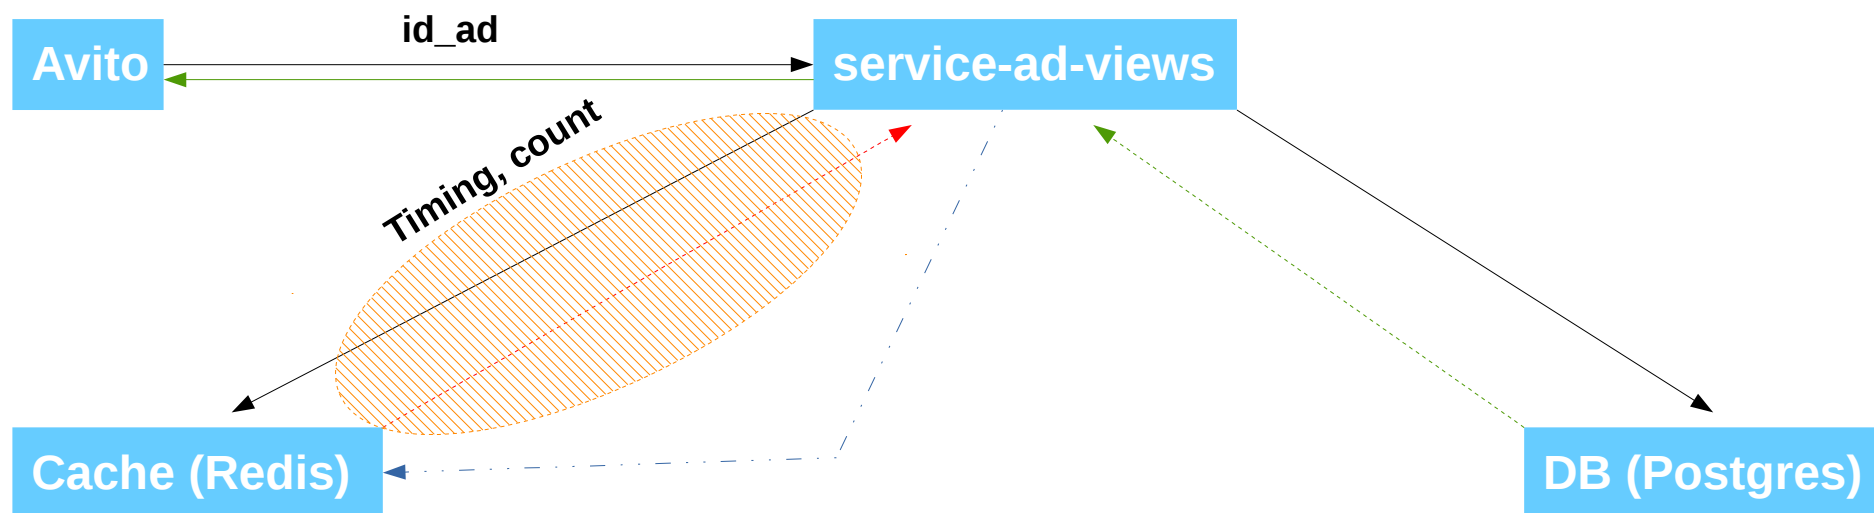 id_ad
Avito
service-ad-views
Timing, count
Cache (Redis)
DB (Postgres)